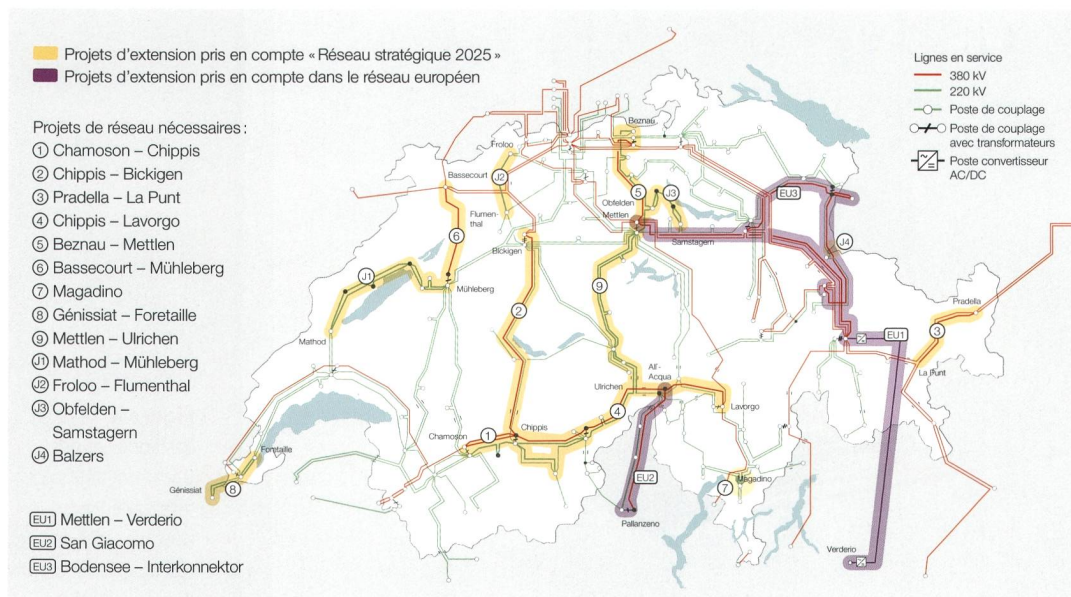 Projets d'extension pris en compte « Réseau stratégique 2025 »
Projets d'extension pris en compte dans le réseau européen
Projets de réseau nécessaires :
1 Chamoson – Chippis
2 Chippis – Bickigen
3 Pradella – La Punt
4 Chippis – Lavorgo
5 Beznau – Mettlen
6 Bassecourt – Mühleberg
7 Magadino
8 Génissiat – Foretaille
9 Mettlen – Ulrichen
J1 Mathod – Mühleberg
J2 Froloo – Flumenthal
J3 Obfelden –
Samstagern
J4 Balzers
EU1 Mettlen – Verderio
EU2 San Giacomo
EU3 Bodensee – Interkonnektor
Lignes en service
380 kV
220 kV
Poste de couplage
Poste de couplage
avec transformateurs
Poste convertisseur
AC/DC
Beznau
Froloo
J2
Bassecourt
5
J3
EU3
Obfelden
Mettlen
Flumen-
thal
Samstagern
6
Bickigen
J4
J1
Mühleberg
9
2
Pradella
Mathod
EU1
3
All'-
Acqua
La Punt
Ulrichen
4
Lavorgo
Chamoson
1
Chippis
Foretaille
EU2
7
Magadino
Génissiat
8
Pallanzeno
Verderio